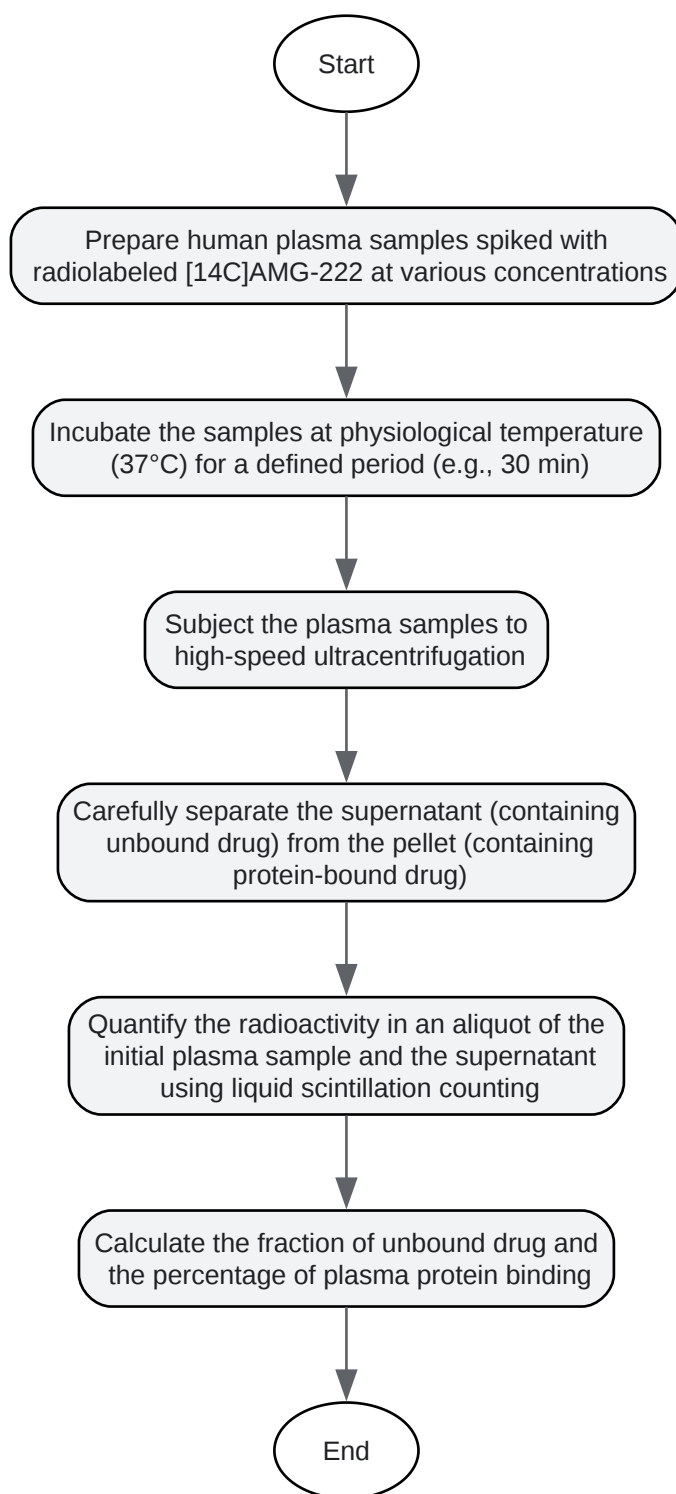 Start
Prepare human plasma samples spiked with
radiolabeled [14C]AMG-222 at various concentrations
Incubate the samples at physiological temperature
(37°C) for a defined period (e.g., 30 min)
Subject the plasma samples to
high-speed ultracentrifugation
Carefully separate the supernatant (containing
unbound drug) from the pellet (containing
protein-bound drug)
Quantify the radioactivity in an aliquot of the
initial plasma sample and the supernatant
using liquid scintillation counting
Calculate the fraction of unbound drug and
the percentage of plasma protein binding
End